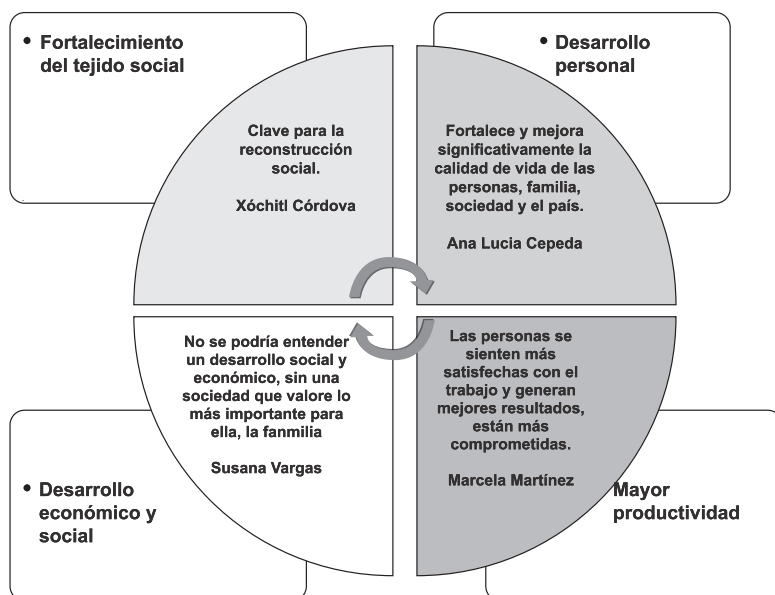 • Fortalecimiento
del tejido social
• Desarrollo
personal
Clave para la
reconstrucción
social.
Xóchitl Córdova
Fortalece y mejora
significativamente la
calidad de vida de las
personas, familia,
sociedad y el país.
Ana Lucia Cepeda
No se podría entender
un desarrollo social y
económico, sin una
sociedad que valore lo
más importante para
ella, la fanmilia
Susana Vargas
Las personas se
sienten más
satisfechas con el
trabajo y generan
mejores resultados,
están más
comprometidas.
Marcela Martínez
• Desarrollo
económico y
social
Mayor
productividad